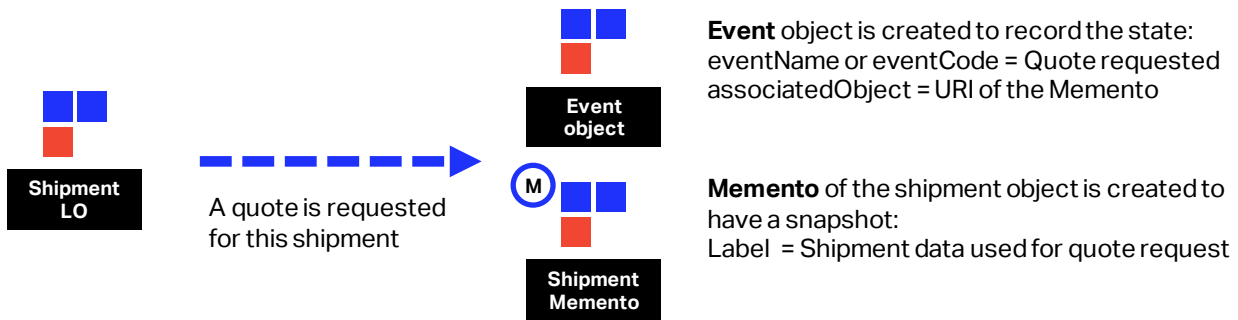 Shipment
LO
A quote is requested
for this shipment
Event
object
Event object is created to record the state:
eventName or eventCode = Quote requested
associatedObject = URI of the Memento
M
Shipment
Memento
Memento of the shipment object is created to
have a snapshot:
Label = Shipment data used for quote request